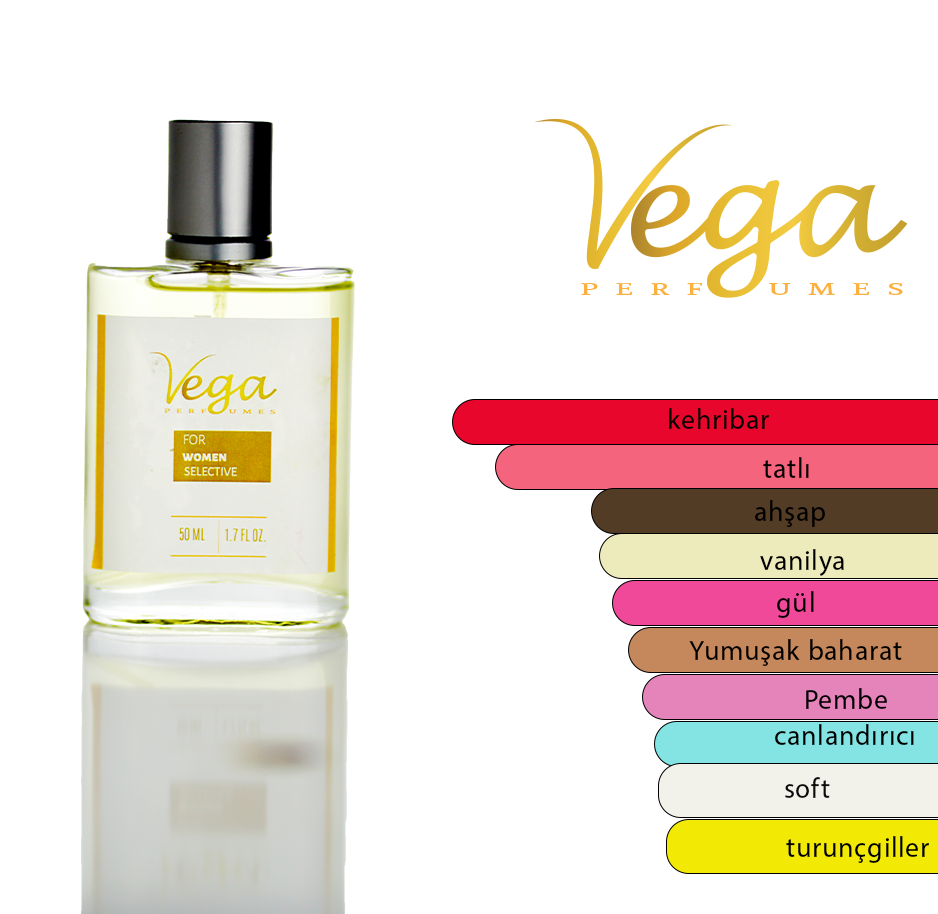 Vega
PERFUMES
FOR
WOMEN
SELECTIVE
50 ML
1.7 FL OZ.
Vega
PERFUMES
kehribar
tatlı
ahşap
vanilya
gül
Yumuşak baharat
Pembe
canlandırıcı
soft
turunçgiller